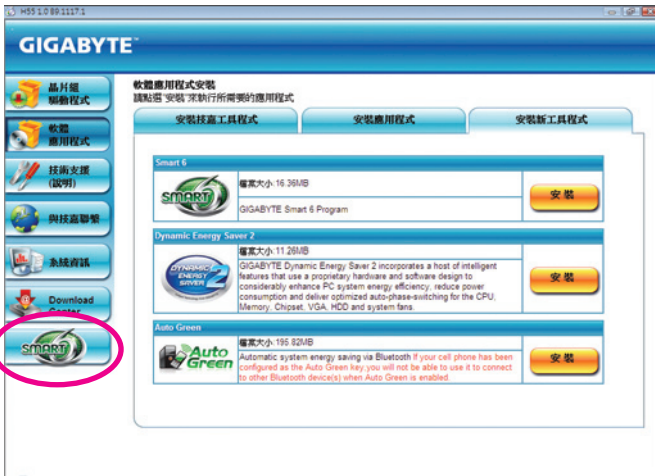 H55 1.0 B9.1117.1
GIGABYTE™
晶片組
驅動程式
軟體
應用程式
技術支援
(說明)
與技嘉聯繫
系統資訊
Download
Center
SMART
軟體應用程式安裝
請點選"安裝"來執行所需要的應用程式
安裝技嘉工具程式
安裝應用程式
安裝新工具程式
Smart 6
SMART
檔案大小:16.36MB
GIGABYTE Smart 6 Program
安裝
Dynamic Energy Saver 2
DYNAMIC
ENERGY
SAVER 2
檔案大小:11.26MB
GIGABYTE Dynamic Energy Saver 2 incorporates a host of intelligent
features that use a proprietary hardware and software design to
considerably enhance PC system energy efficiency, reduce power
consumption and deliver optimized auto-phase-switching for the CPU,
Memory, Chipset, VGA, HDD and system fans.
安裝
Auto Green
Auto
Green
檔案大小:195.82MB
Automatic system energy saving via Bluetooth If your cell phone has been
configured as the Auto Green key,you will not be able to use it to connect
to other Bluetooth device(s) when Auto Green is enabled.
安裝